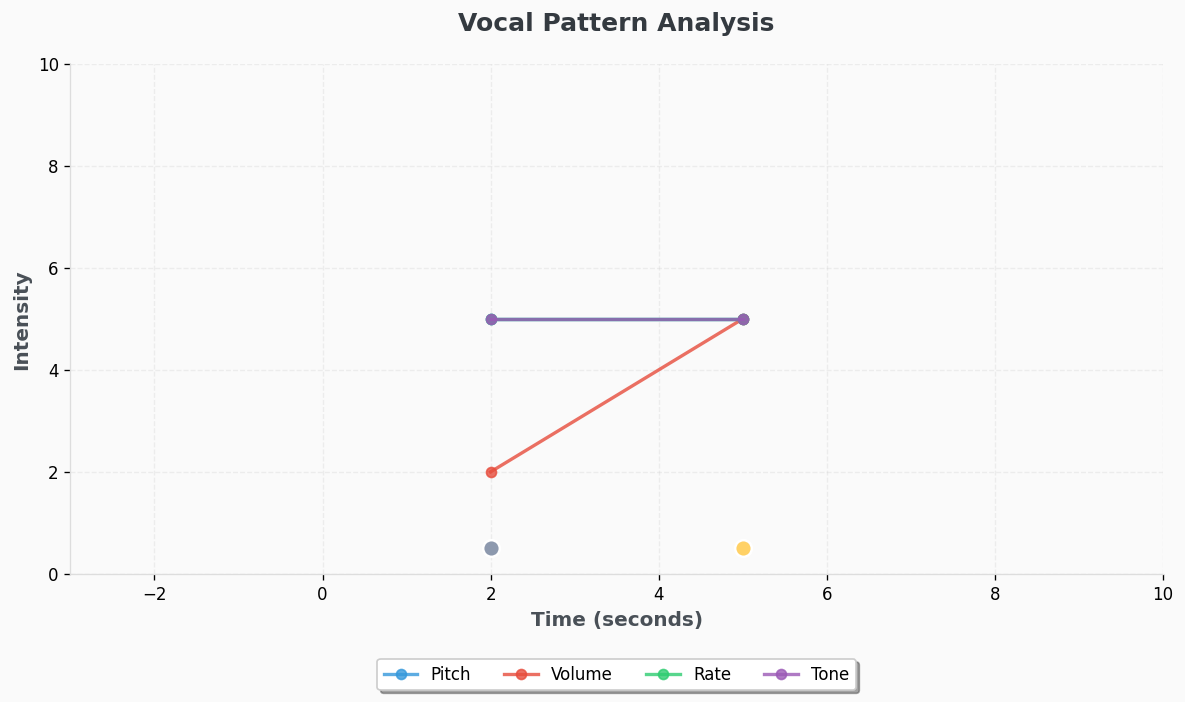 Vocal Pattern Analysis
10
8
6
4
2
0
Intensity
−2 0 2 4 6 8 10
Time (seconds)
Pitch Volume Rate Tone